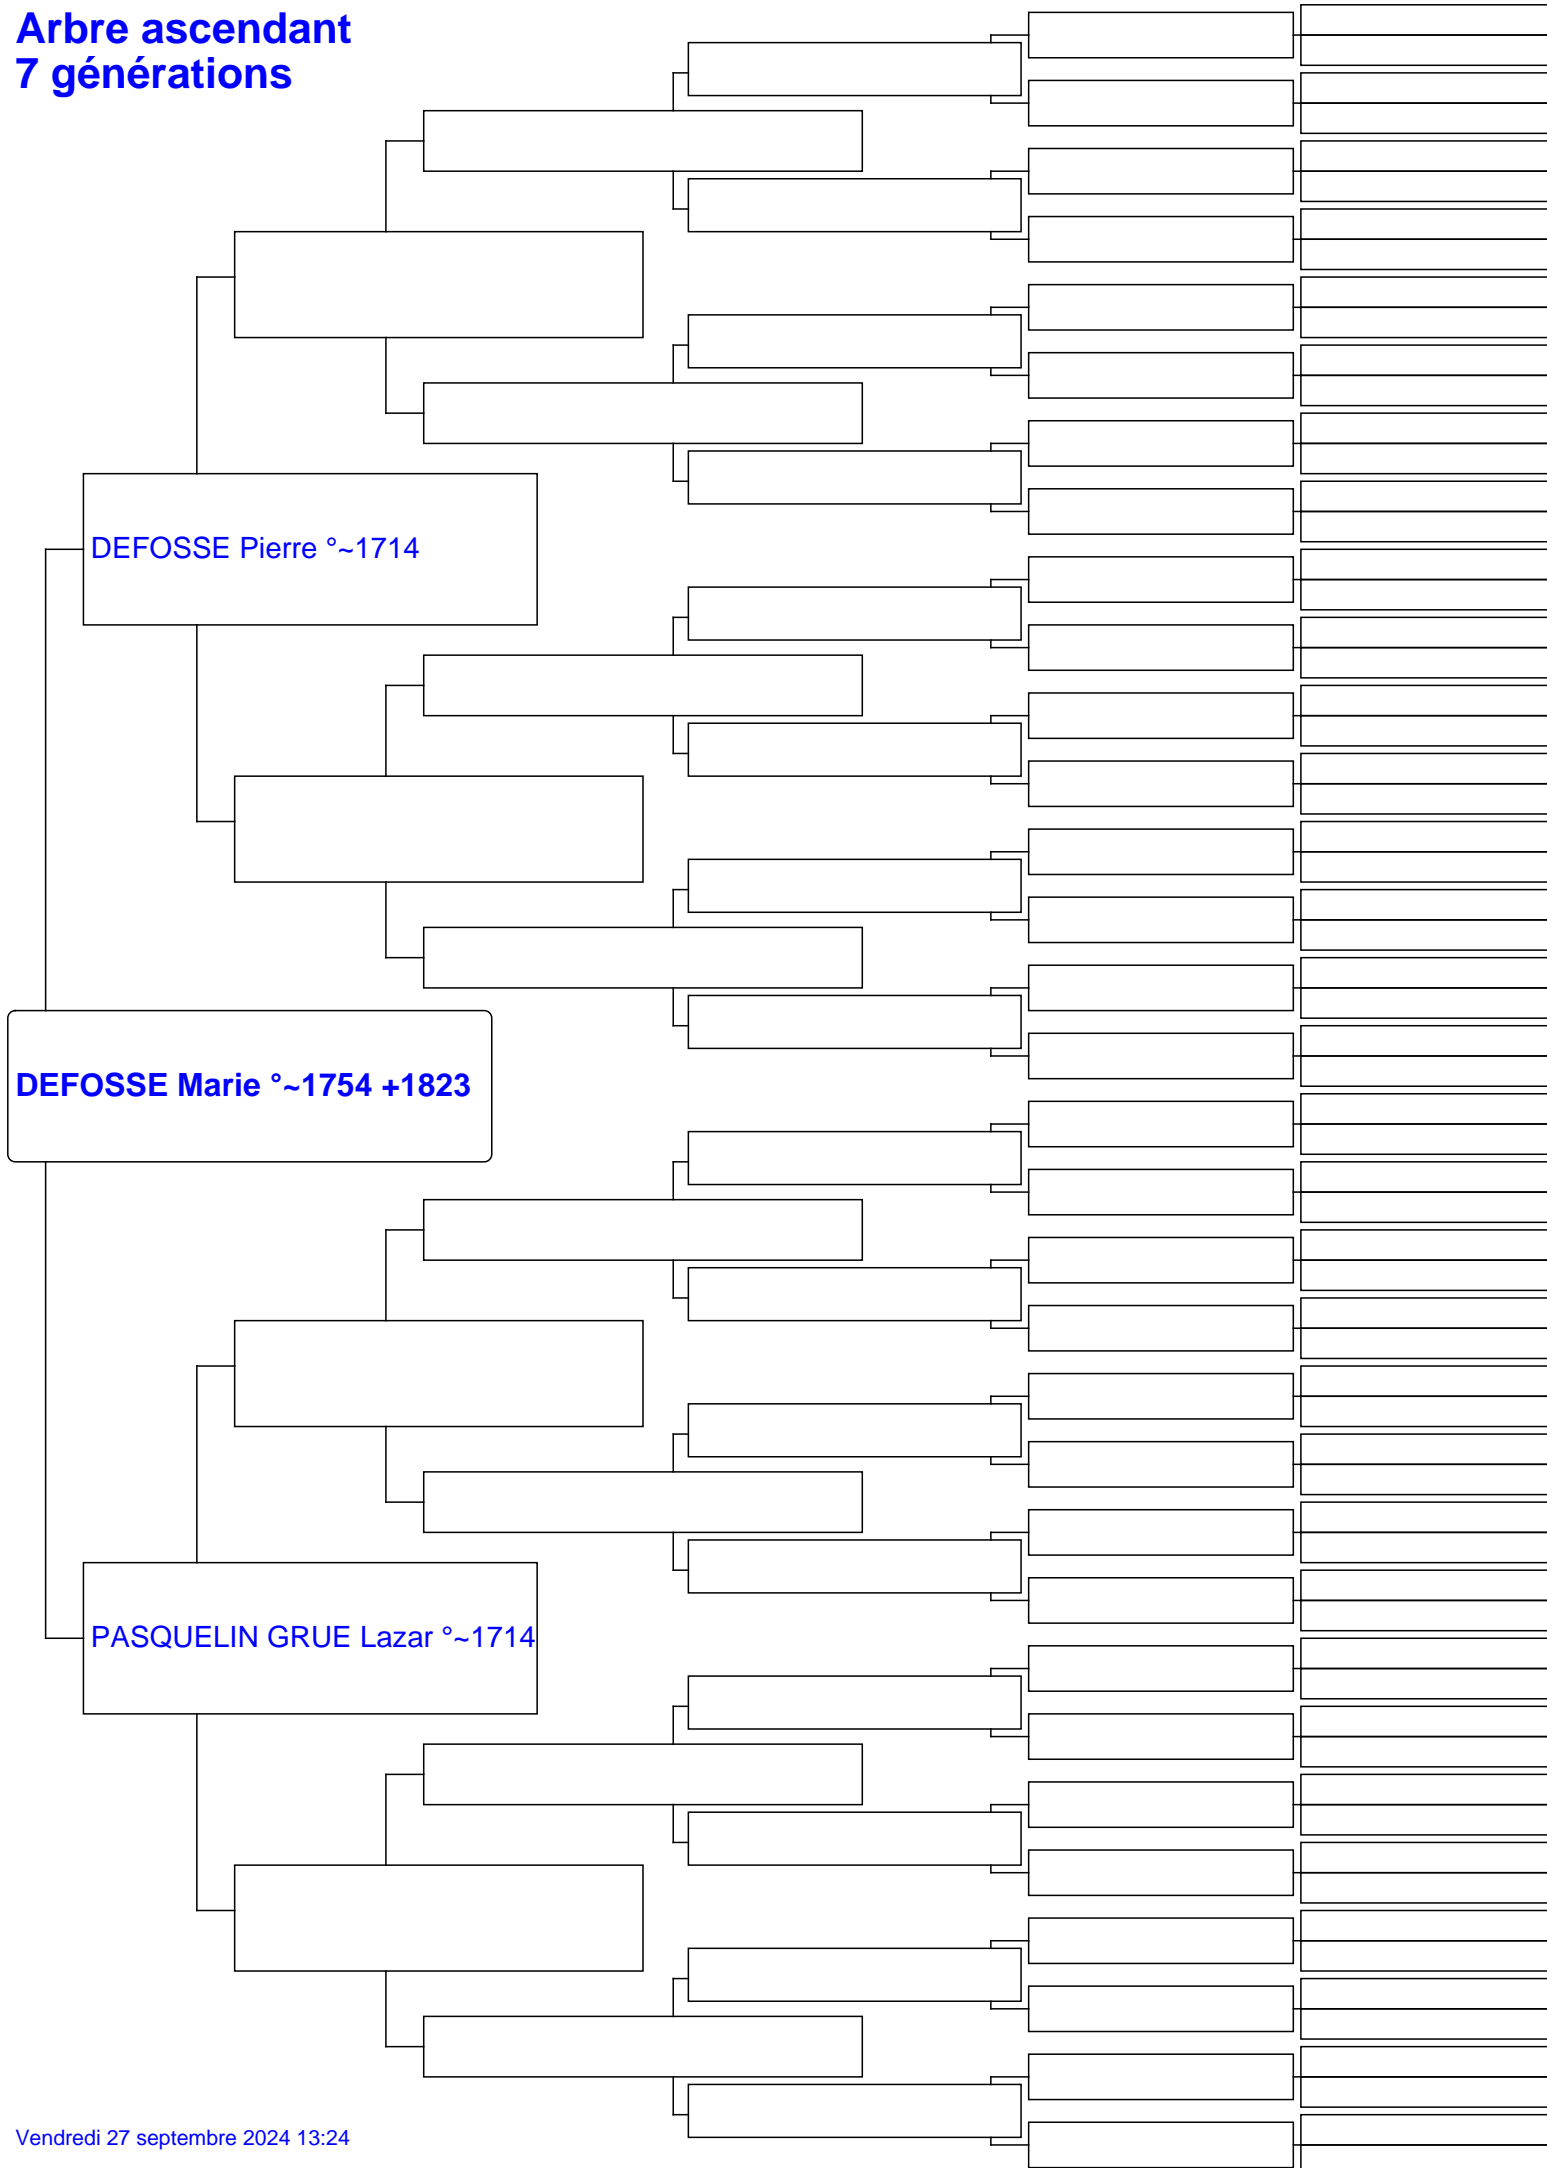 Arbre ascendant
7 générations
DEFOSSE Pierre °~1714
DEFOSSE Marie °~1754 +1823
PASQUELIN GRUE Lazar °~1714
Vendredi 27 septembre 2024 13:24